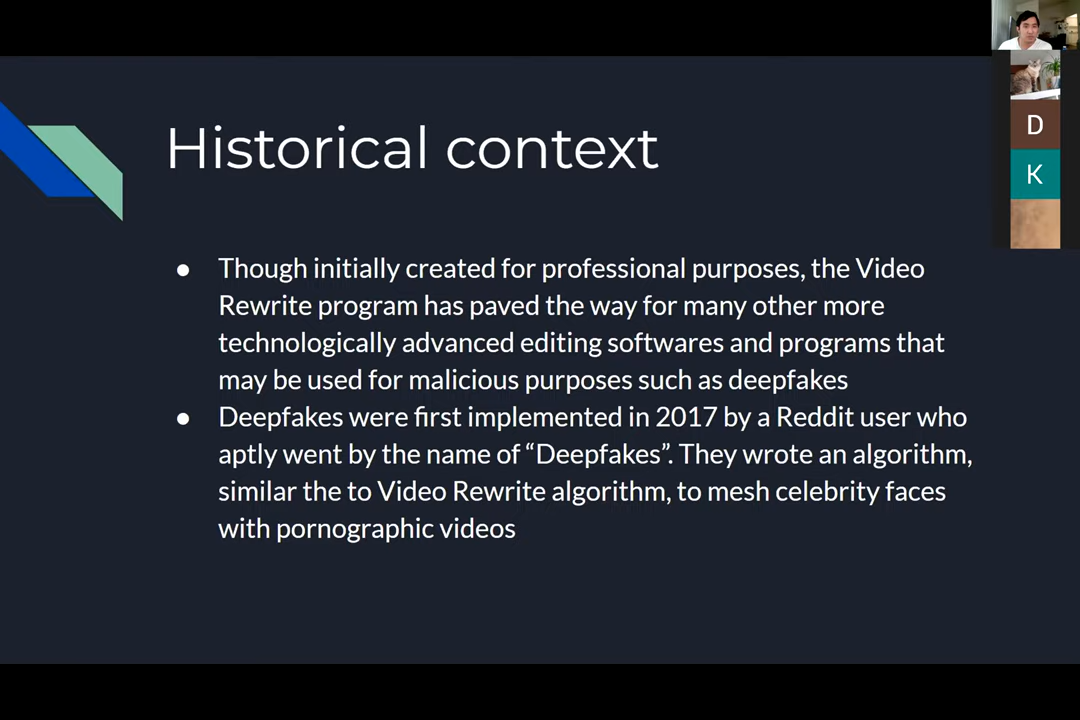 Historical context
● Though initially created for professional purposes, the Video
Rewrite program has paved the way for many other more
technologically advanced editing softwares and programs that
may be used for malicious purposes such as deepfakes
● Deepfakes were first implemented in 2017 by a Reddit user who
aptly went by the name of “Deepfakes”. They wrote an algorithm,
similar the to Video Rewrite algorithm, to mesh celebrity faces
with pornographic videos
D
K